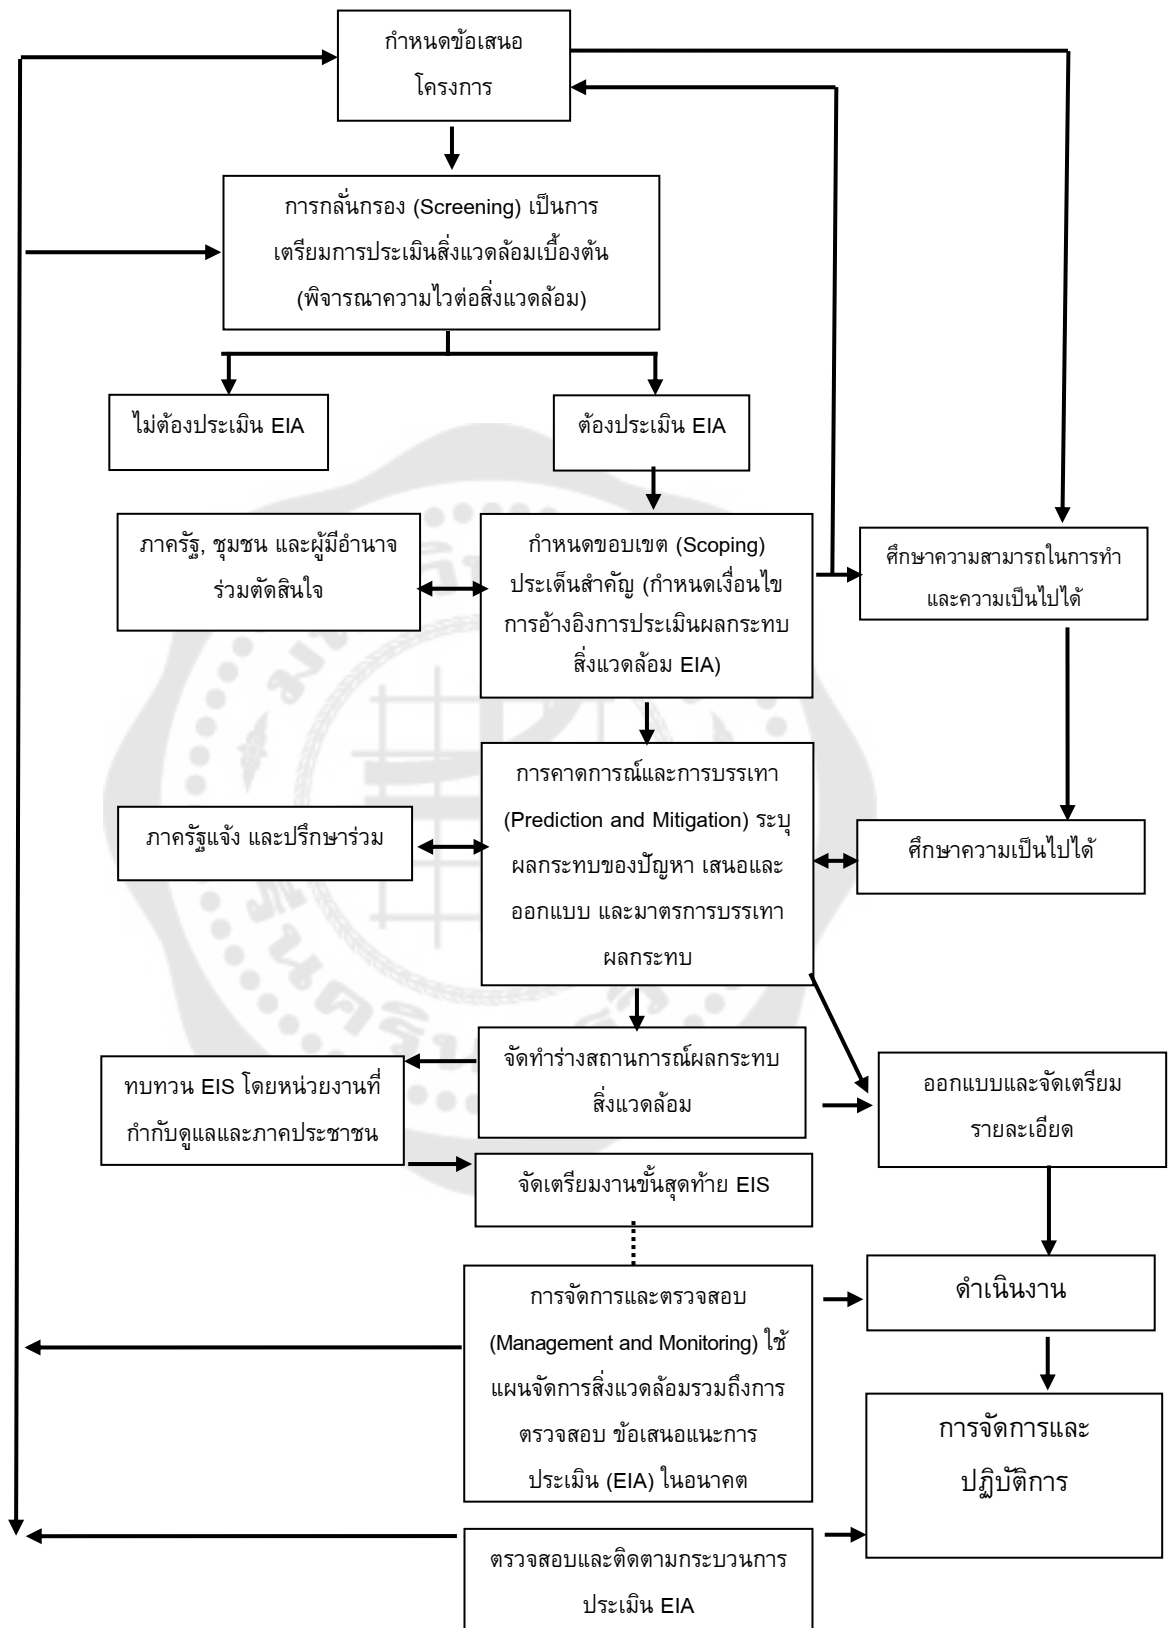 กำหนดข้อเสนอ
โครงการ
การกลั่นกรอง (Screening) เป็นการ
เตรียมการประเมินสิ่งแวดล้อมเบื้องต้น
(พิจารณาความไวต่อสิ่งแวดล้อม)
ไม่ต้องประเมิน EIA
ต้องประเมิน EIA
ภาครัฐ, ชุมชน และผู้มีอำนาจ
ร่วมตัดสินใจ
กำหนดขอบเขต (Scoping)
ประเด็นสำคัญ (กำหนดเงื่อนไข
การอ้างอิงการประเมินผลกระทบ
สิ่งแวดล้อม EIA)
ศึกษาความสามารถในการทำ
และความเป็นไปได้
การคาดการณ์และการบรรเทา
(Prediction and Mitigation) ระบุ
ผลกระทบของปัญหา เสนอและ
ออกแบบ และมาตรการบรรเทา
ผลกระทบ
ภาครัฐแจ้ง และปรึกษาร่วม
ศึกษาความเป็นไปได้
จัดทำร่างสถานการณ์ผลกระทบ
สิ่งแวดล้อม
ทบทวน EIS โดยหน่วยงานที่
กำกับดูแลและภาคประชาชน
ออกแบบและจัดเตรียม
รายละเอียด
จัดเตรียมงานขั้นสุดท้าย EIS
การจัดการและตรวจสอบ
(Management and Monitoring) ใช้
แผนจัดการสิ่งแวดล้อมรวมถึงการ
ตรวจสอบ ข้อเสนอแนะการ
ประเมิน (EIA) ในอนาคต
ดำเนินงาน
การจัดการและ
ปฏิบัติการ
ตรวจสอบและติดตามกระบวนการ
ประเมิน EIA